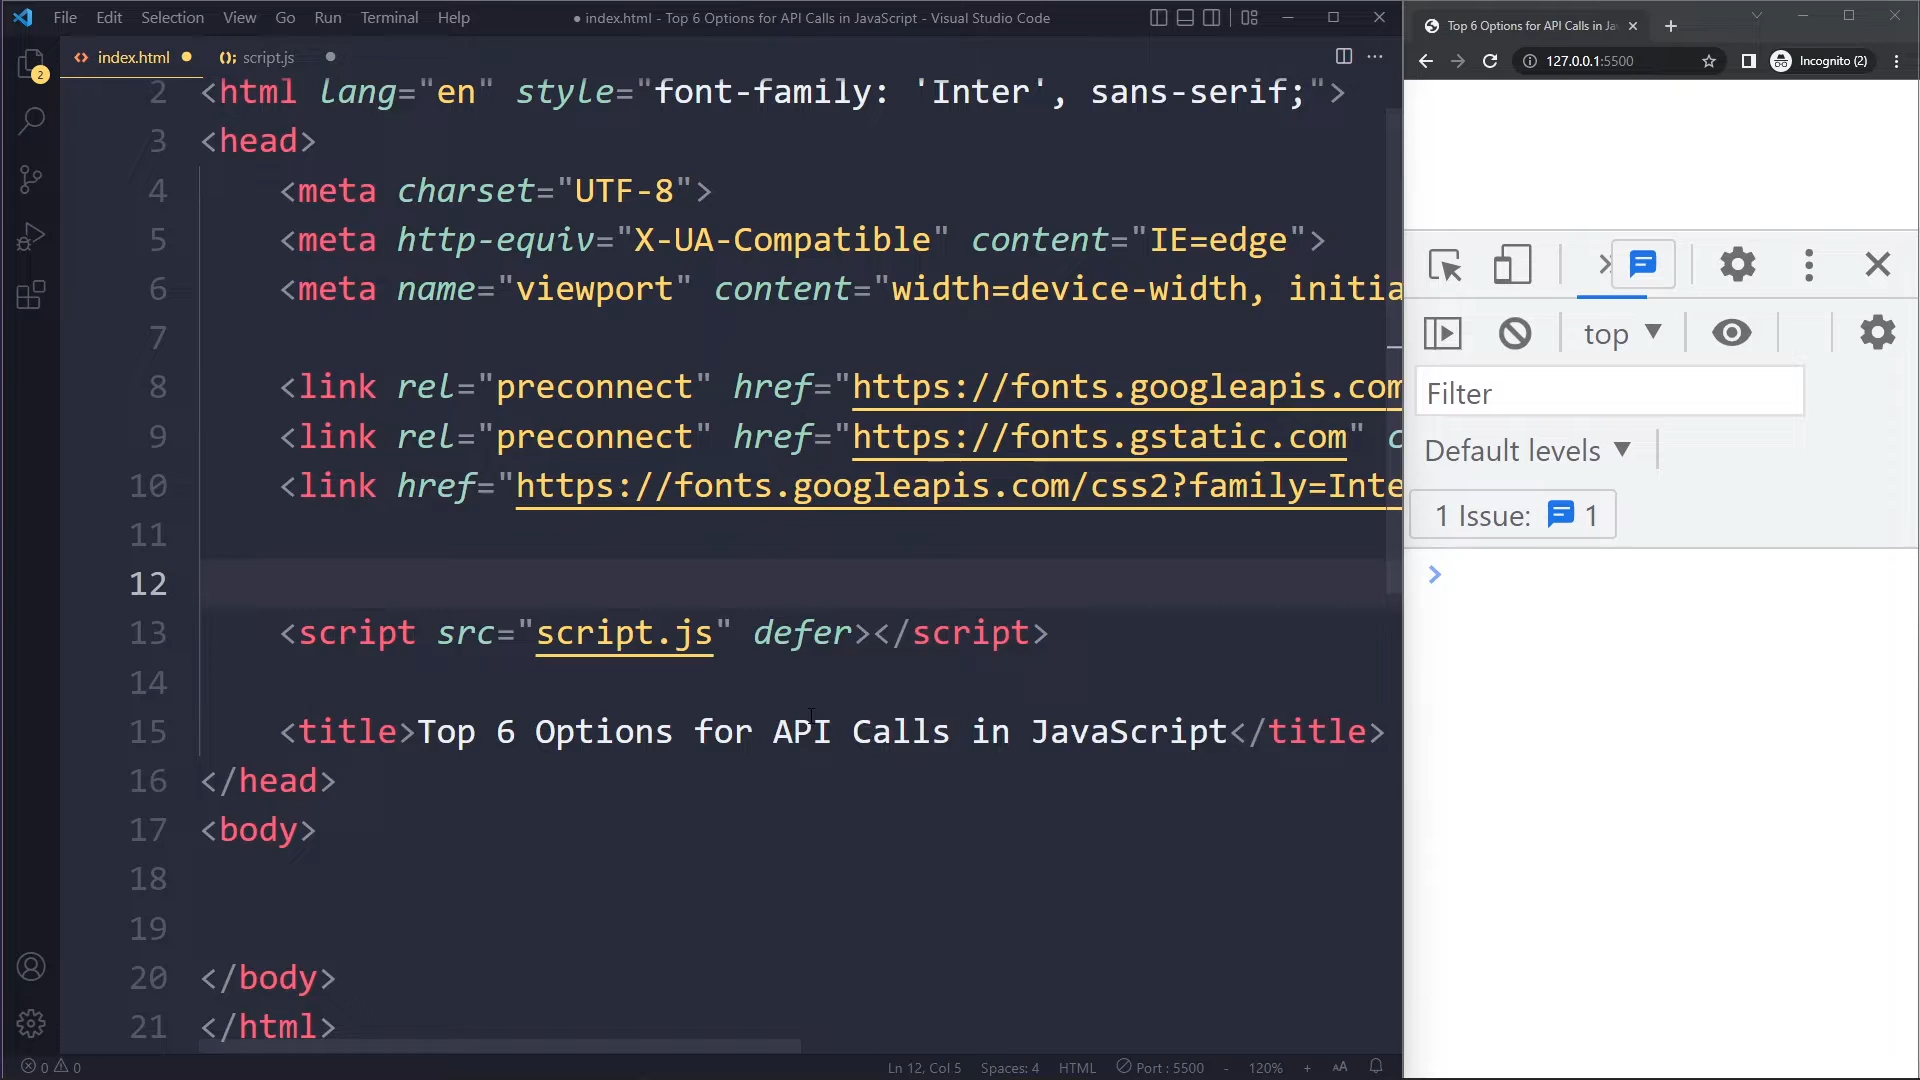 File Edit Selection View Go Run Terminal Help
● index.html - Top 6 Options for API Calls in JavaScript - Visual Studio Code
index.html
script.js
2
2 <html lang="en" style="font-family: 'Inter', sans-serif;">
3 <head>
4 <meta charset="UTF-8">
5 <meta http-equiv="X-UA-Compatible" content="IE=edge">
6 <meta name="viewport" content="width=device-width, initia
7
8 <link rel="preconnect" href="https://fonts.googleapis.com
9 <link rel="preconnect" href="https://fonts.gstatic.com" c
10 <link href="https://fonts.googleapis.com/css2?family=Inte
11
12
13 <script src="script.js" defer></script>
14
15 <title>Top 6 Options for API Calls in JavaScript</title>
16 </head>
17 <body>
18
19
20 </body>
21 </html>
0 0
Ln 12, Col 5 Spaces: 4 HTML Port : 5500 - 120% + AA
Top 6 Options for API Calls in Ja
127.0.0.1:5500
Incognito (2)
top
Filter
Default levels
1 Issue: 1